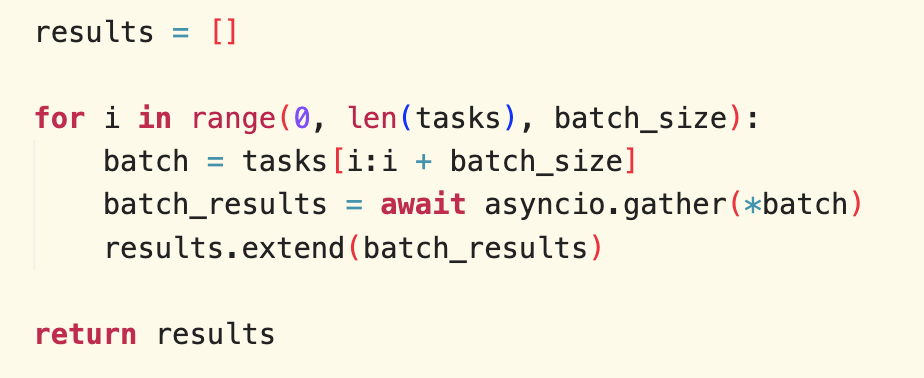 results = []
for i in range(0, len(tasks), batch_size):
    batch = tasks[i:i + batch_size]
    batch_results = await asyncio.gather(*batch)
    results.extend(batch_results)
return results